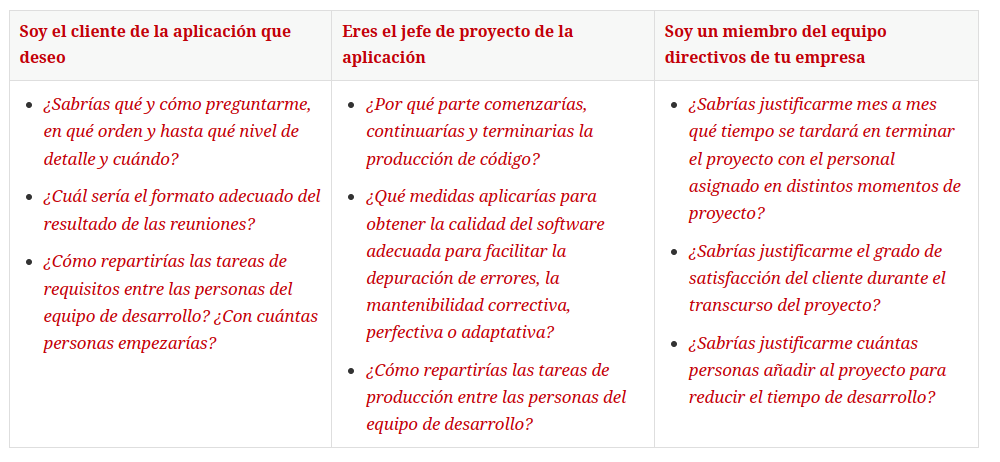 Soy el cliente de la aplicación que
deseo
Eres el jefe de proyecto de la
aplicación
Soy un miembro del equipo
directivos de tu empresa
¿Sabrías qué y cómo preguntarme,
en qué orden y hasta qué nivel de
detalle y cuándo?
¿Cuál sería el formato adecuado del
resultado de las reuniones?
¿Cómo repartirías las tareas de
requisitos entre las personas del
equipo de desarrollo? ¿Con cuántas
personas empezarías?
¿Por qué parte comenzarías,
continuarías y terminarias la
producción de código?
¿Qué medidas aplicarías para
obtener la calidad del software
adecuada para facilitar la
depuración de errores, la
mantenibilidad correctiva,
perfectiva o adaptativa?
¿Cómo repartirías las tareas de
producción entre las personas del
equipo de desarrollo?
¿Sabrías justificarme mes a mes
qué tiempo se tardará en terminar
el proyecto con el personal
asignado en distintos momentos de
proyecto?
¿Sabrías justificarme el grado de
satisfacción del cliente durante el
transcurso del proyecto?
¿Sabrías justificarme cuántas
personas añadir al proyecto para
reducir el tiempo de desarrollo?